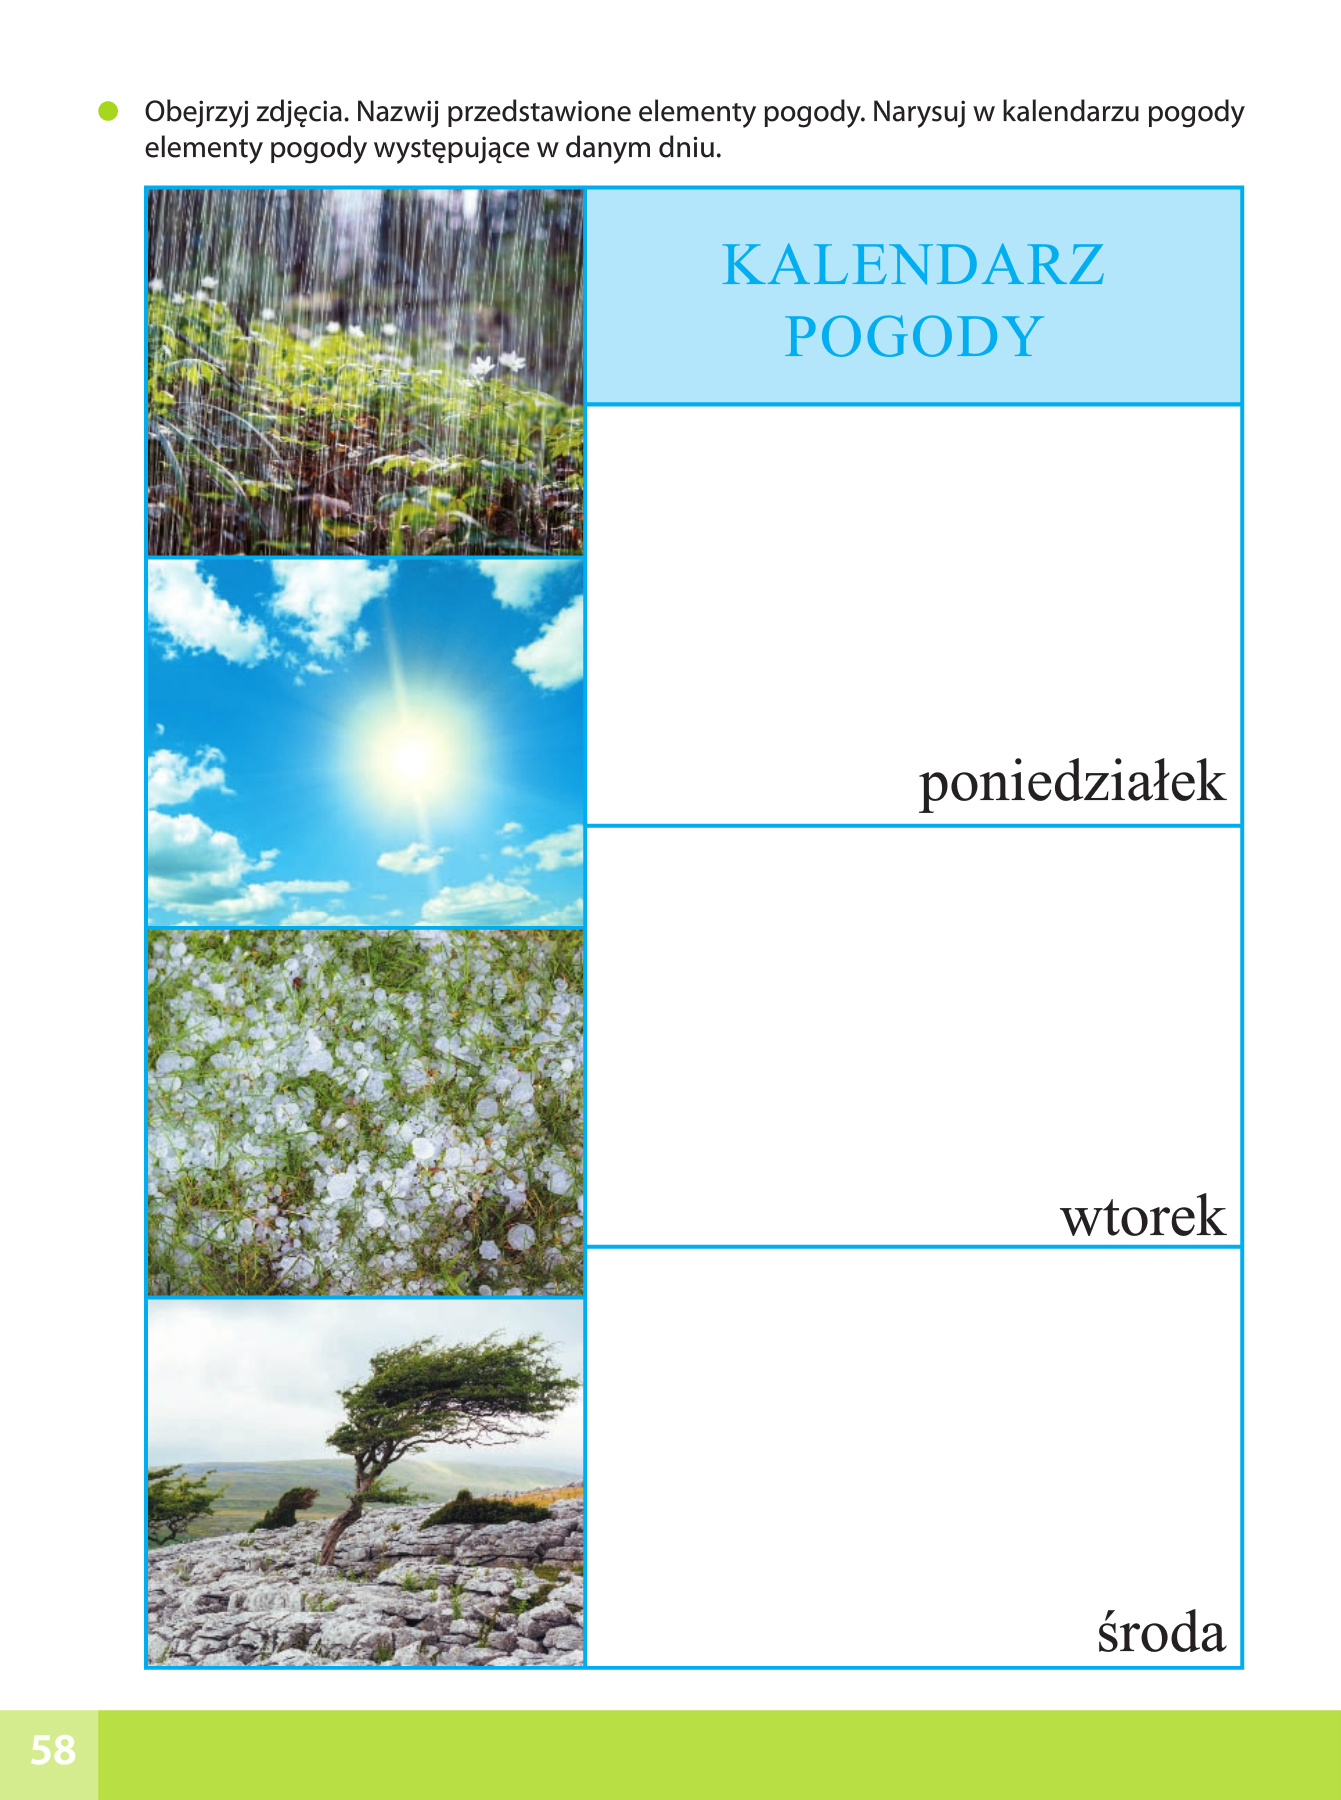 Obejrzyj zdjęcia. Nazwij przedstawione elementy pogody. Narysuj w kalendarzu pogody
elementy pogody występujące w danym dniu.
KALENDARZ
POGODY
poniedziałek
wtorek
środa
58